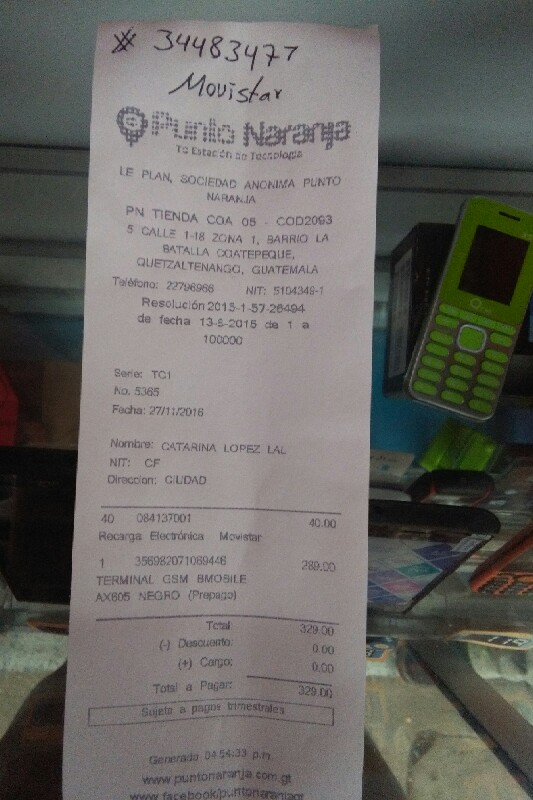 # 34483477
Movistar
Punto Naranja
Tu Estación de Tecnología
LE PLAN, SOCIEDAD ANONIMA PUNTO
NARANJA
PN TIENDA COA 05 - COD2093
5 CALLE 1-18 ZONA 1, BARRIO LA
BATALLA COATEPEQUE,
QUETZALTENANGO, GUATEMALA
Teléfono: 22796966 NIT: 5104349-1
Resolución 2015-1-57-26494
de fecha 13-5-2015 de 1 a
100000
Serie: TC1
No. 5365
Fecha: 27/11/2016
Nombre: CATARINA LOPEZ LAL
NIT: CF
Direccion: CIUDAD
40 084137001 40.00
Recarga Electrónica Movistar
1 356982071069446 289.00
TERMINAL GSM BMOBILE
AX605 NEGRO (Prepago)
Total: 329.00
(-) Descuento: 0.00
(+) Cargo: 0.00
Total a Pagar: 329.00
Sujeto a pagos trimestrales
Generado 04:54:33 p.m.
www.puntonaranja.com.gt
www.facebook/puntonaranjagt